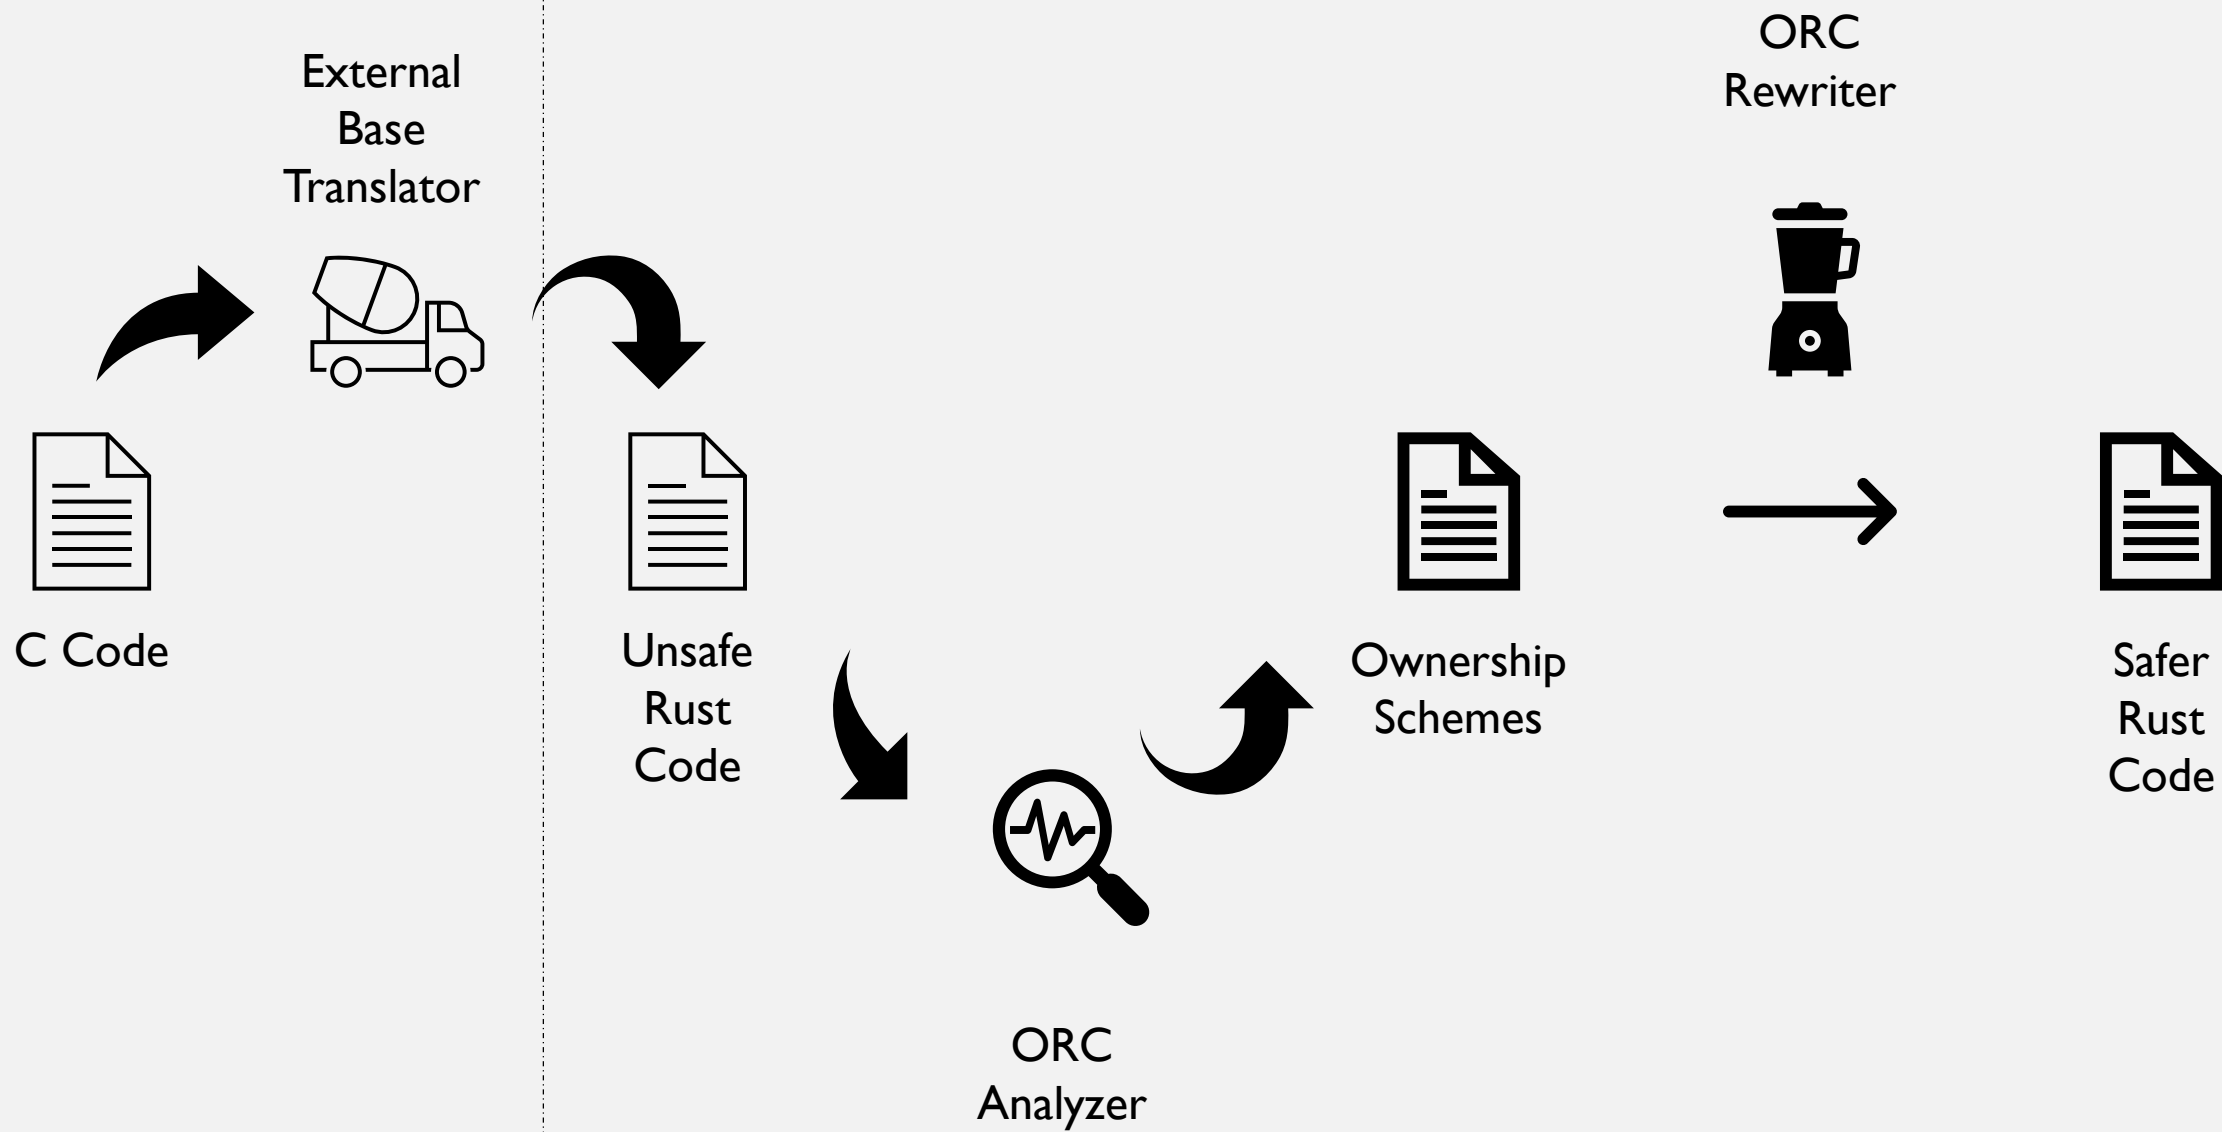 External
Base
Translator
C Code
Unsafe
Rust
Code
ORC
Analyzer
Ownership
Schemes
ORC
Rewriter
Safer
Rust
Code